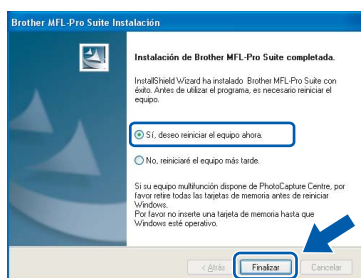 Brother MFL-Pro Suite Instalación
Instalación de Brother MFL-Pro Suite completada.
InstallShield Wizard ha instalado Brother MFL-Pro Suite con
éxito. Antes de utilizar el programa, es necesario reiniciar el
equipo.
Sí, deseo reiniciar el equipo ahora.
No, reiniciaré el equipo más tarde.
Si su equipo multifunción dispone de PhotoCapture Centre, por
favor retire todas las tarjetas de memoria antes de reiniciar
Windows.
Por favor no inserte una tarjeta de memoria hasta que
Windows esté operativo.
< Atrás Finalizar Cancelar